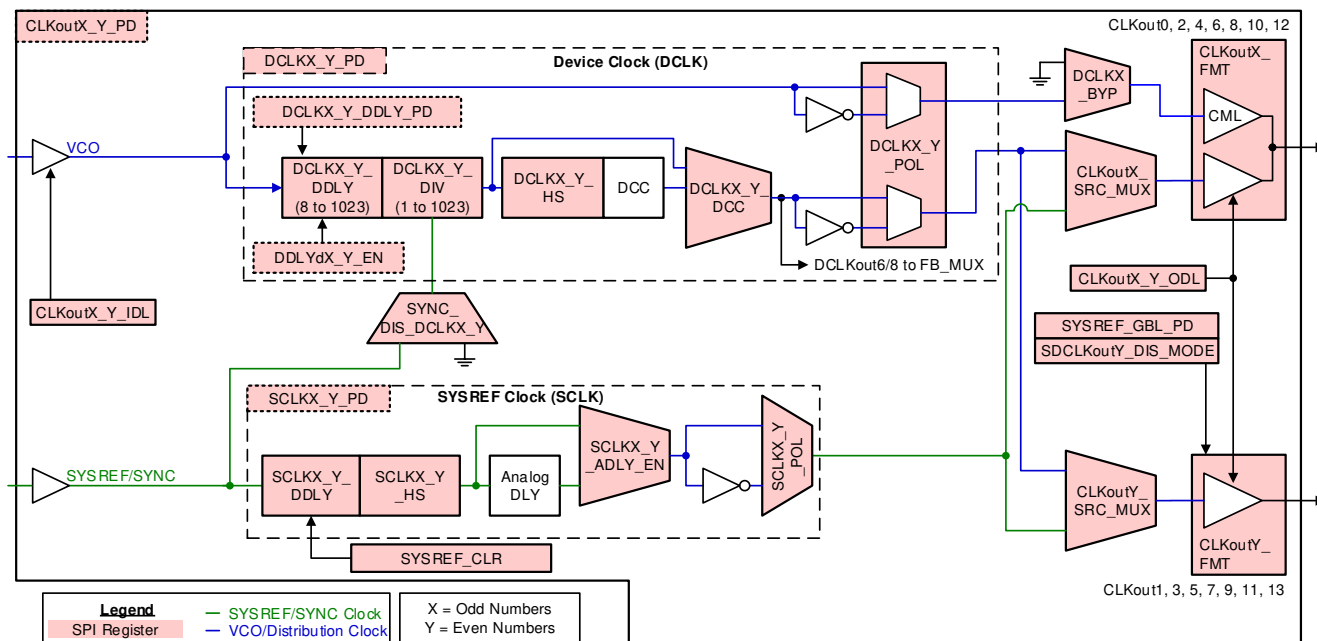 CLKoutX_Y_PD
CLKout0, 2, 4, 6, 8, 10, 12
DCLKX_Y_PD
Device Clock (DCLK)
CLKoutX_
FMT
DCLKX
_BYP
CML
DCLKX_Y_DDLY_PD
VCO
DCLKX_Y_
DDLY
(8 to 1023)
DCLKX_Y_
DIV
(1 to 1023)
DCLKX_Y_
HS
DCC
DCLKX_Y_
DCC
DCLKX_Y
_POL
CLKoutX_
SRC_MUX
DDLYdX_Y_EN
DCLKout6/8 to FB_MUX
CLKoutX_Y_IDL
CLKoutX_Y_ODL
SYNC_
DIS_DCLKX_Y
SYSREF_GBL_PD
SDCLKoutY_DIS_MODE
SCLKX_Y_PD
SYSREF Clock (SCLK)
SYSREF/SYNC
SCLKX_Y_
DDLY
SCLKX_Y
_HS
Analog
DLY
SCLKX_Y
_ADLY_EN
SCLKX_Y
_POL
CLKoutY_
SRC_MUX
CLKoutY_
FMT
SYSREF_CLR
CLKout1, 3, 5, 7, 9, 11, 13
Legend
SPI Register
SYSREF/SYNC Clock
VCO/Distribution Clock
X = Odd Numbers
Y = Even Numbers